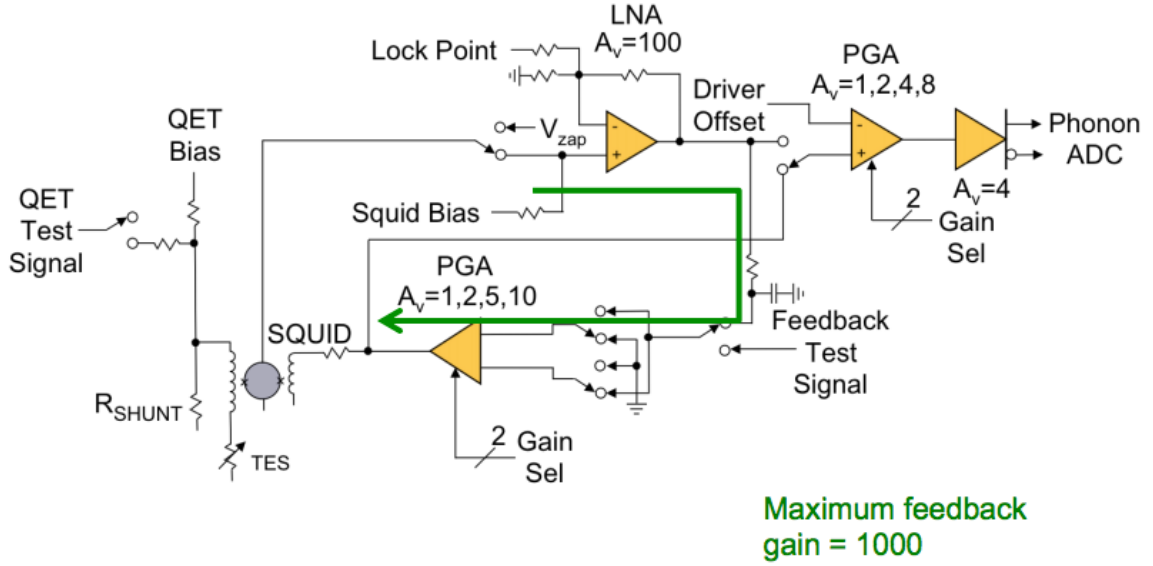 LNA
Av=100
Lock Point
PGA
Av=1,2,4,8
Driver
Offset
-
+
Vzap
QET
Bias
-
+
Phonon
ADC
QET
Test
Signal
Squid Bias
2
Av=4
Gain
Sel
PGA
Av=1,2,5,10
SQUID
Feedback
Test
Signal
RSHUNT
TES
2
Gain
Sel
Maximum feedback
gain = 1000